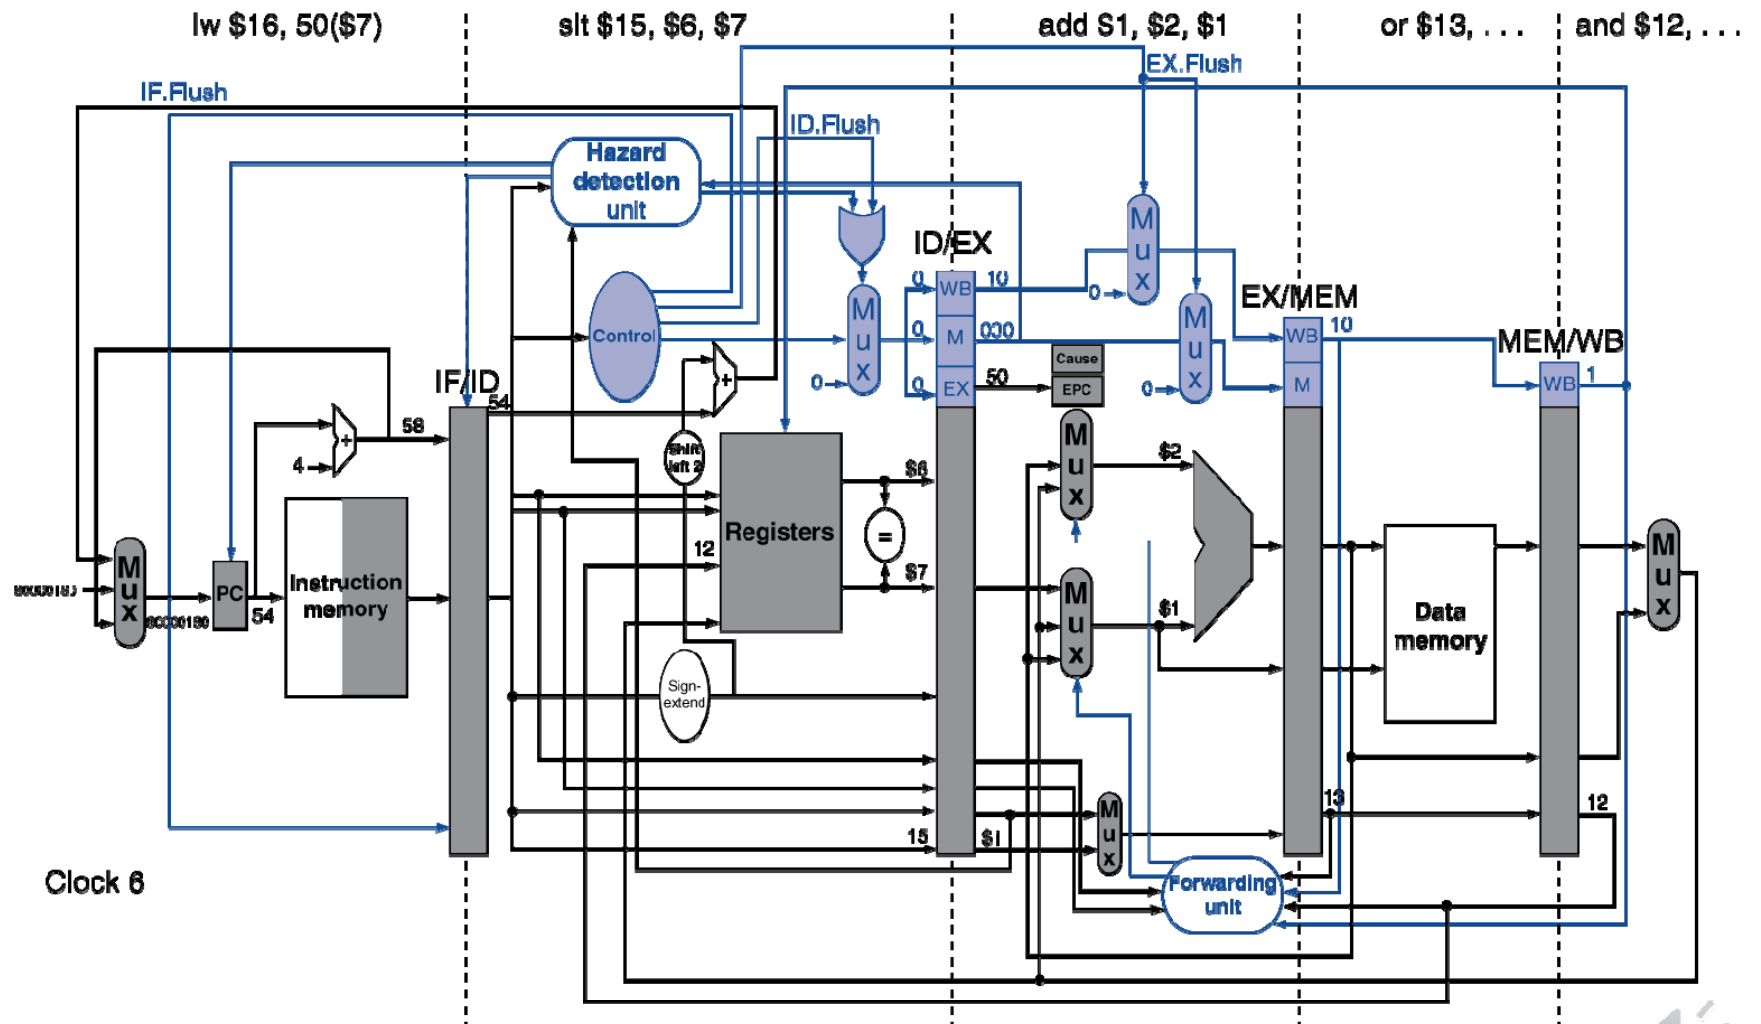 lw $16, 50($7)
slt $15, $6, $7
add $1, $2, $1
or $13, . . .
and $12, . . .
EX.Flush
IF.Flush
ID.Flush
Hazard
detection
unit
ID/EX
M
u
x
0
0
WB
10
Control
M
u
x
0
0
M
000
0
EX
50
Cause
EPC
M
u
x
0
EX/MEM
WB
10
M
MEM/WB
WB
1
IF/ID
54
+
58
+
4
Shift
left 2
M
u
x
$2
$6
Registers
=
12
$7
M
u
x
80000180
PC
54
Instruction
memory
M
u
x
$1
Data
memory
M
u
x
Sign-
extend
M
u
x
13
12
15
$1
Forwarding
unit
Clock 6